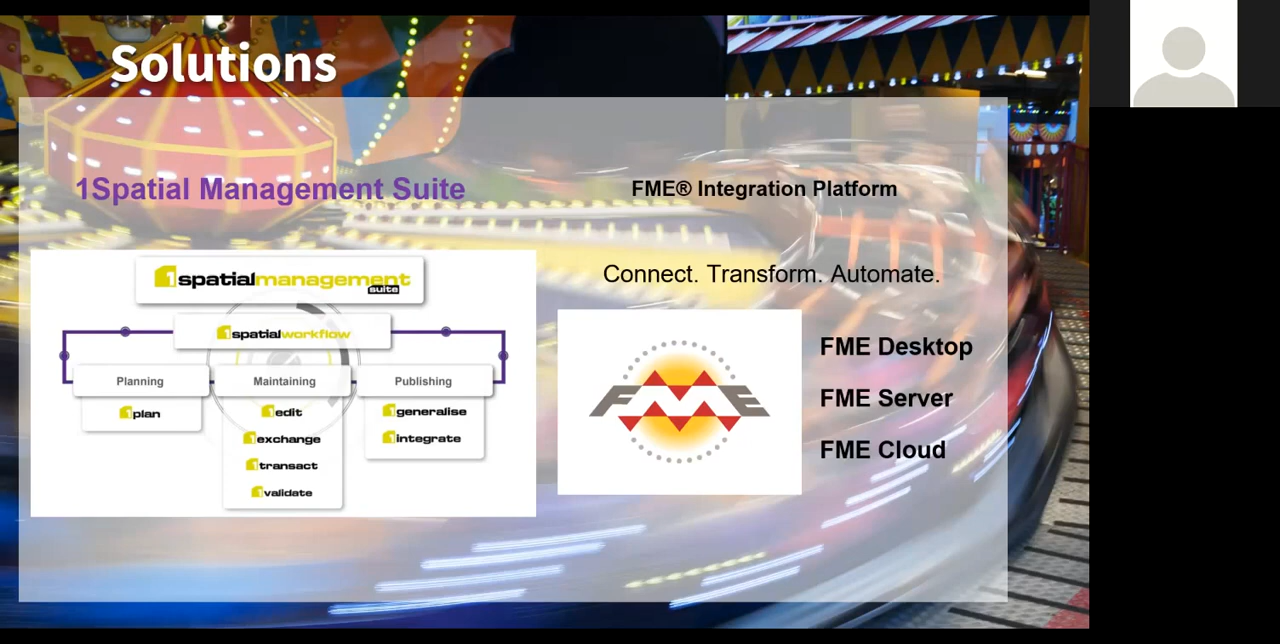 Solutions
1Spatial Management Suite
1spatialmanagement
suite
1spatialworkflow
Planning
Maintaining
Publishing
1plan
1edit
1exchange
1transact
1validate
1generalise
1integrate
FME® Integration Platform
Connect. Transform. Automate.
FME
FME Desktop
FME Server
FME Cloud